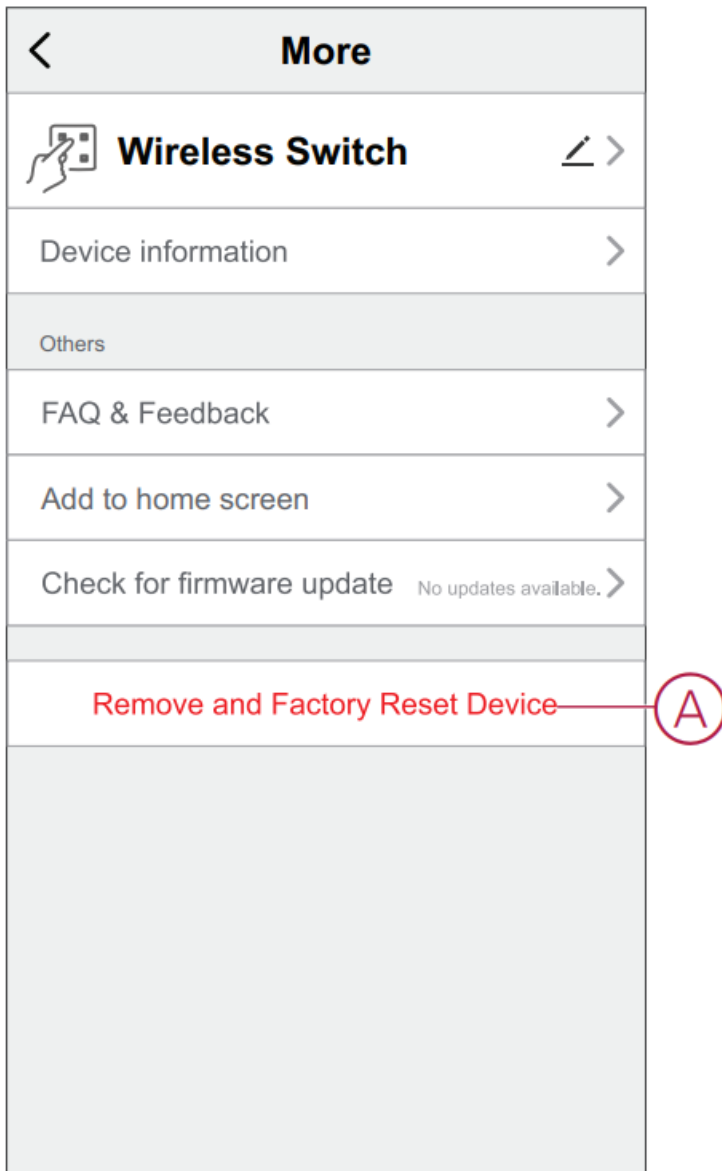 More
Wireless Switch
Device information
Others
FAQ & Feedback
Add to home screen
Check for firmware update No updates available.
Remove and Factory Reset Device A